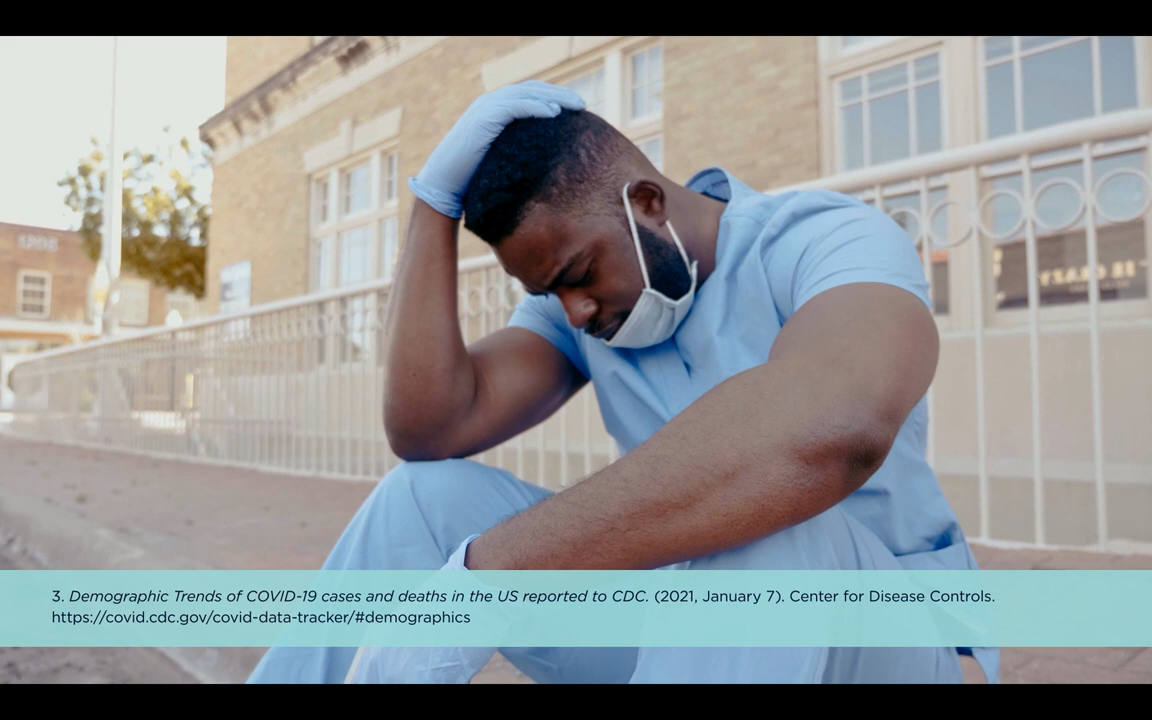 3. Demographic Trends of COVID-19 cases and deaths in the US reported to CDC. (2021, January 7). Center for Disease Controls.
https://covid.cdc.gov/covid-data-tracker/#demographics